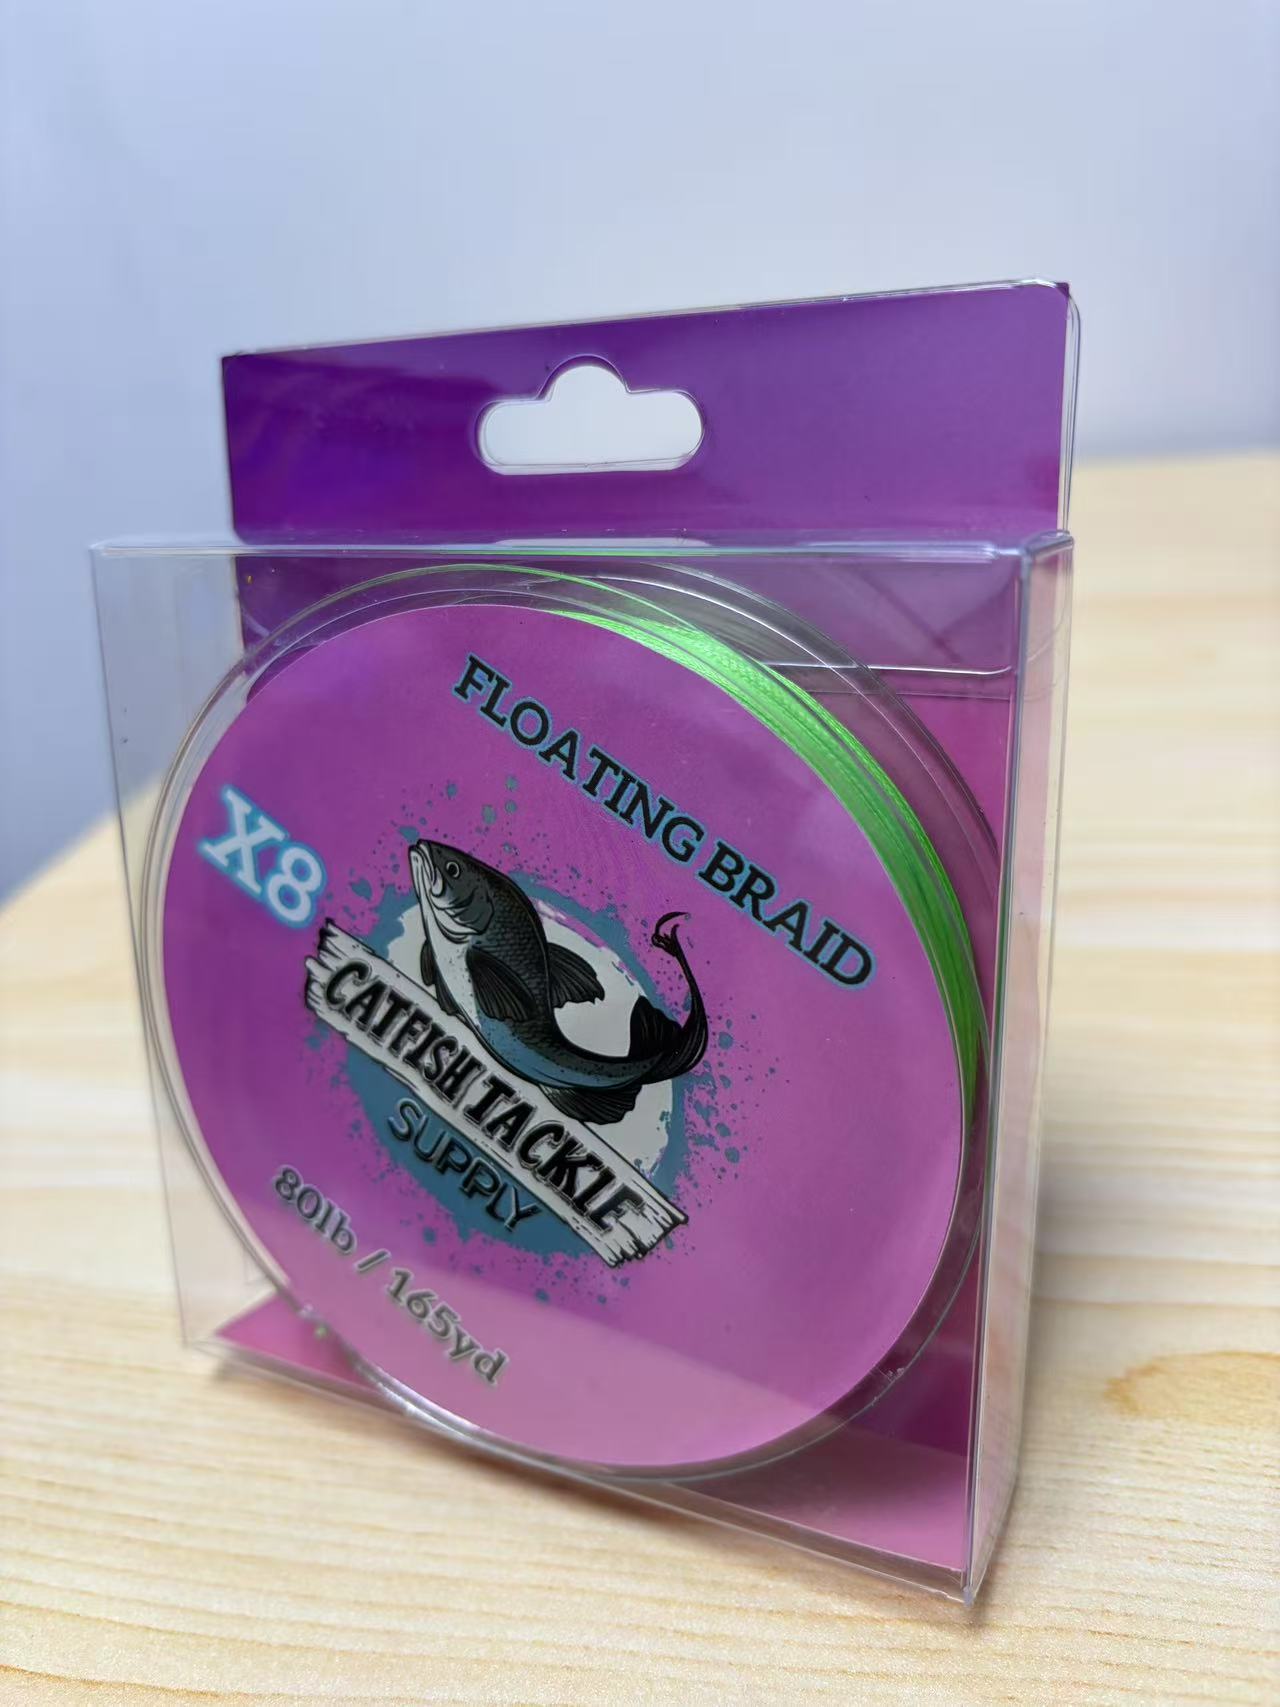 FLOATING BRAID
X8
CATFISH TACKLE
SUPPLY
80lb / 165yd